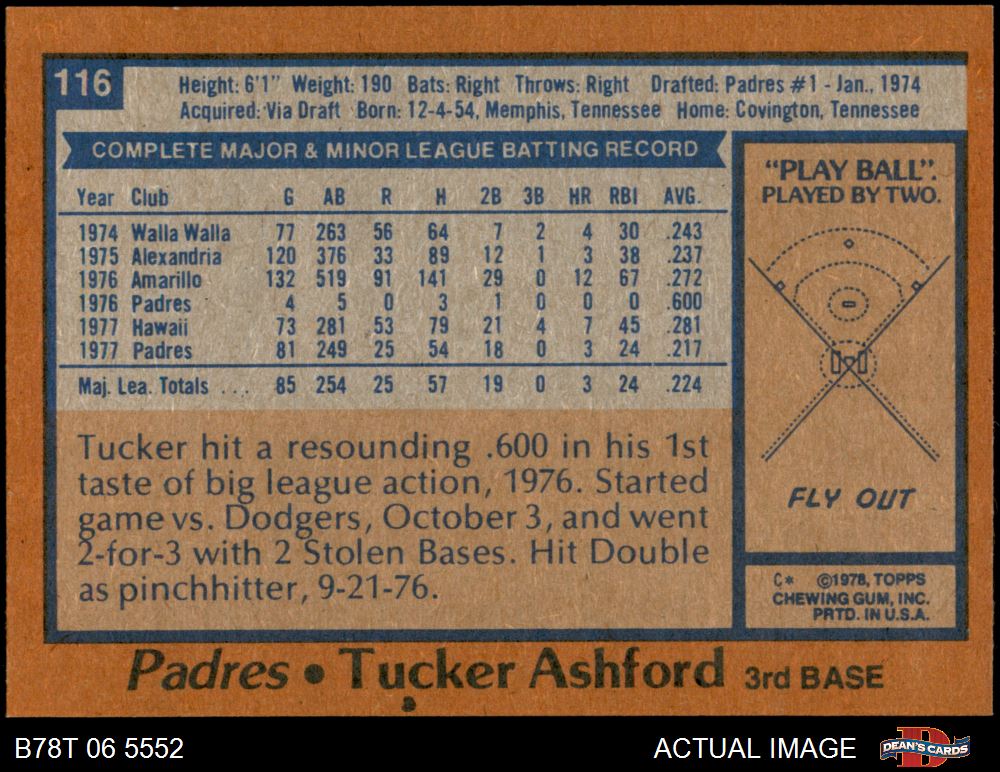 116
Height: 6'1" Weight: 190 Bats: Right Throws: Right Drafted: Padres #1 - Jan., 1974
Acquired: Via Draft Born: 12-4-54, Memphis, Tennessee Home: Covington, Tennessee
COMPLETE MAJOR & MINOR LEAGUE BATTING RECORD
Year Club G AB R H 2B 3B HR RBI AVG.
1974 Walla Walla 77 263 56 64 7 2 4 30 .243
1975 Alexandria 120 376 33 89 12 1 3 38 .237
1976 Amarillo 132 519 91 141 29 0 12 67 .272
1976 Padres 4 5 0 3 1 0 0 0 .600
1977 Hawaii 73 281 53 79 21 4 7 45 .281
1977 Padres 81 249 25 54 18 0 3 24 .217
Maj. Lea. Totals ... 85 254 25 57 19 0 3 24 .224
Tucker hit a resounding .600 in his 1st
taste of big league action, 1976. Started
game vs. Dodgers, October 3, and went
2-for-3 with 2 Stolen Bases. Hit Double
as pinchhitter, 9-21-76.
"PLAY BALL".
PLAYED BY TWO.
FLY OUT
C* ©1978, TOPPS
CHEWING GUM, INC.
PRTD. IN U.S.A.
Padres • Tucker Ashford 3rd BASE
B78T 06 5552
ACTUAL IMAGE
D
DEAN'S CARDS